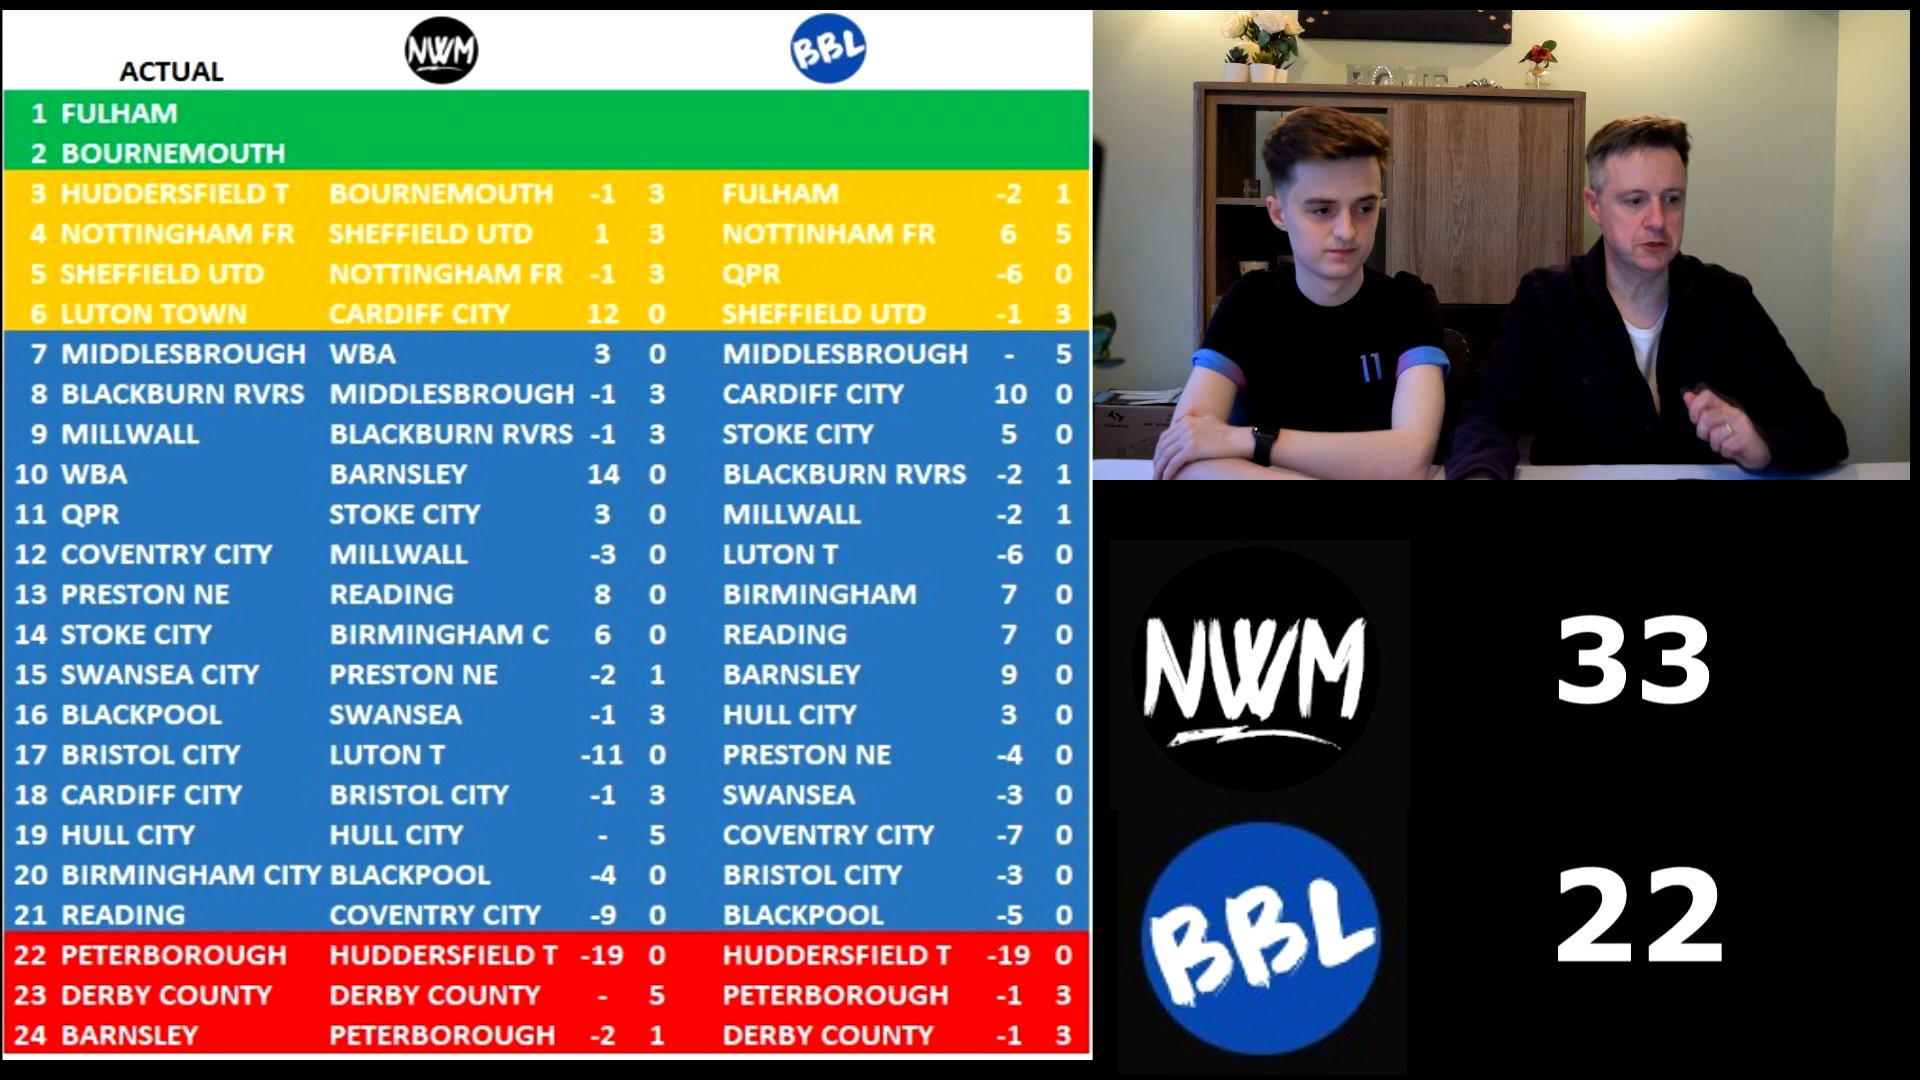 ACTUAL NWM BBL
1 FULHAM
2 BOURNEMOUTH
3 HUDDERSFIELD T BOURNEMOUTH -1 3 FULHAM -2 1
4 NOTTINGHAM FR SHEFFIELD UTD 1 3 NOTTINHAM FR 6 5
5 SHEFFIELD UTD NOTTINGHAM FR -1 3 QPR -6 0
6 LUTON TOWN CARDIFF CITY 12 0 SHEFFIELD UTD -1 3
7 MIDDLESBROUGH WBA 3 0 MIDDLESBROUGH - 5
8 BLACKBURN RVRS MIDDLESBROUGH -1 3 CARDIFF CITY 10 0
9 MILLWALL BLACKBURN RVRS -1 3 STOKE CITY 5 0
10 WBA BARNSLEY 14 0 BLACKBURN RVRS -2 1
11 QPR STOKE CITY 3 0 MILLWALL -2 1
12 COVENTRY CITY MILLWALL -3 0 LUTON T -6 0
13 PRESTON NE READING 8 0 BIRMINGHAM 7 0
14 STOKE CITY BIRMINGHAM C 6 0 READING 7 0
15 SWANSEA CITY PRESTON NE -2 1 BARNSLEY 9 0
16 BLACKPOOL SWANSEA -1 3 HULL CITY 3 0
17 BRISTOL CITY LUTON T -11 0 PRESTON NE -4 0
18 CARDIFF CITY BRISTOL CITY -1 3 SWANSEA -3 0
19 HULL CITY HULL CITY - 5 COVENTRY CITY -7 0
20 BIRMINGHAM CITY BLACKPOOL -4 0 BRISTOL CITY -3 0
21 READING COVENTRY CITY -9 0 BLACKPOOL -5 0
22 PETERBOROUGH HUDDERSFIELD T -19 0 HUDDERSFIELD T -19 0
23 DERBY COUNTY DERBY COUNTY - 5 PETERBOROUGH -1 3
24 BARNSLEY PETERBOROUGH -2 1 DERBY COUNTY -1 3
11
NWM 33
BBL 22